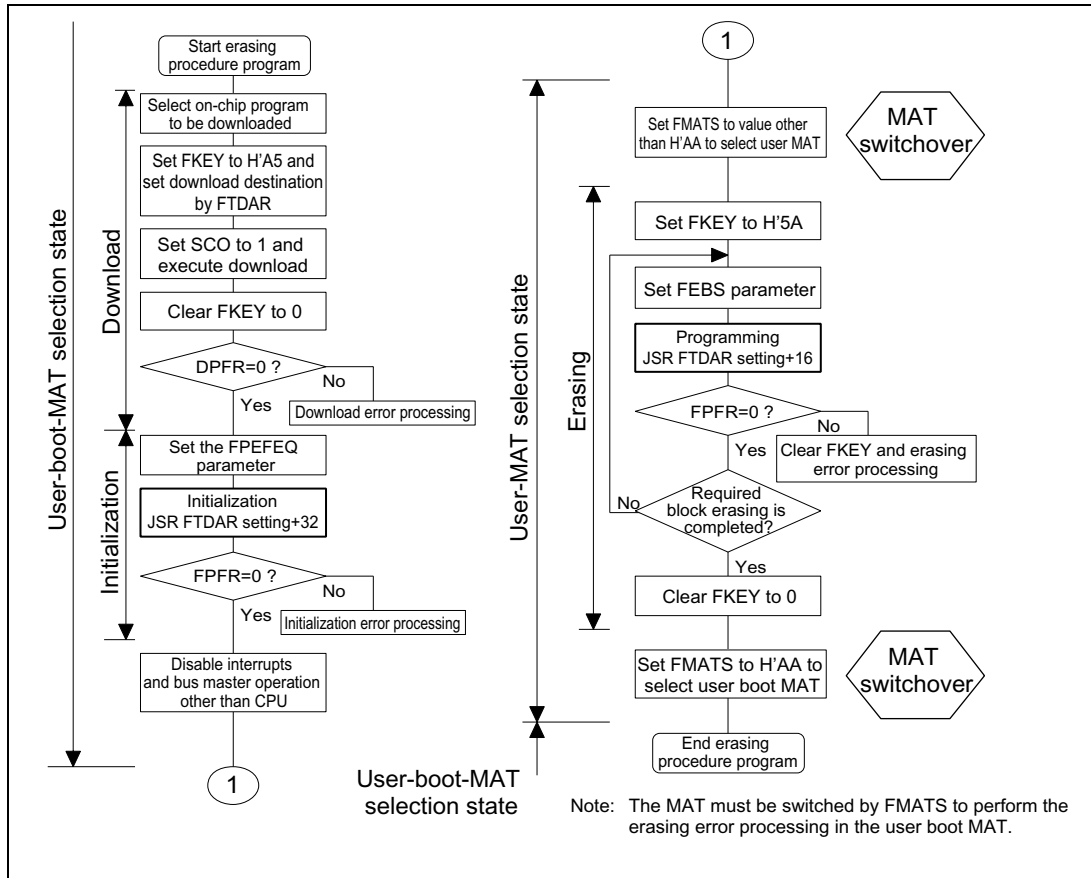 Start erasing
procedure program
Select on-chip program
to be downloaded
Set FKEY to H'A5 and
set download destination
by FTDAR
Set SCO to 1 and
execute download
Clear FKEY to 0
DPFR=0 ?
No
Yes
Download error processing
Set the FPEFEQ
parameter
Initialization
JSR FTDAR setting+32
FPFR=0 ?
No
Yes
Initialization error processing
Disable interrupts
and bus master operation
other than CPU
1
User-boot-MAT selection state
Download
Initialization
1
Set FMATS to value other
than H'AA to select user MAT
MAT
switchover
Set FKEY to H'5A
Set FEBS parameter
Programming
JSR FTDAR setting+16
FPFR=0 ?
No
Yes
Clear FKEY and erasing
error processing
No
Required
block erasing is
completed?
Yes
Clear FKEY to 0
Set FMATS to H'AA to
select user boot MAT
MAT
switchover
End erasing
procedure program
User-MAT selection state
Erasing
User-boot-MAT
selection state
Note: The MAT must be switched by FMATS to perform the
erasing error processing in the user boot MAT.